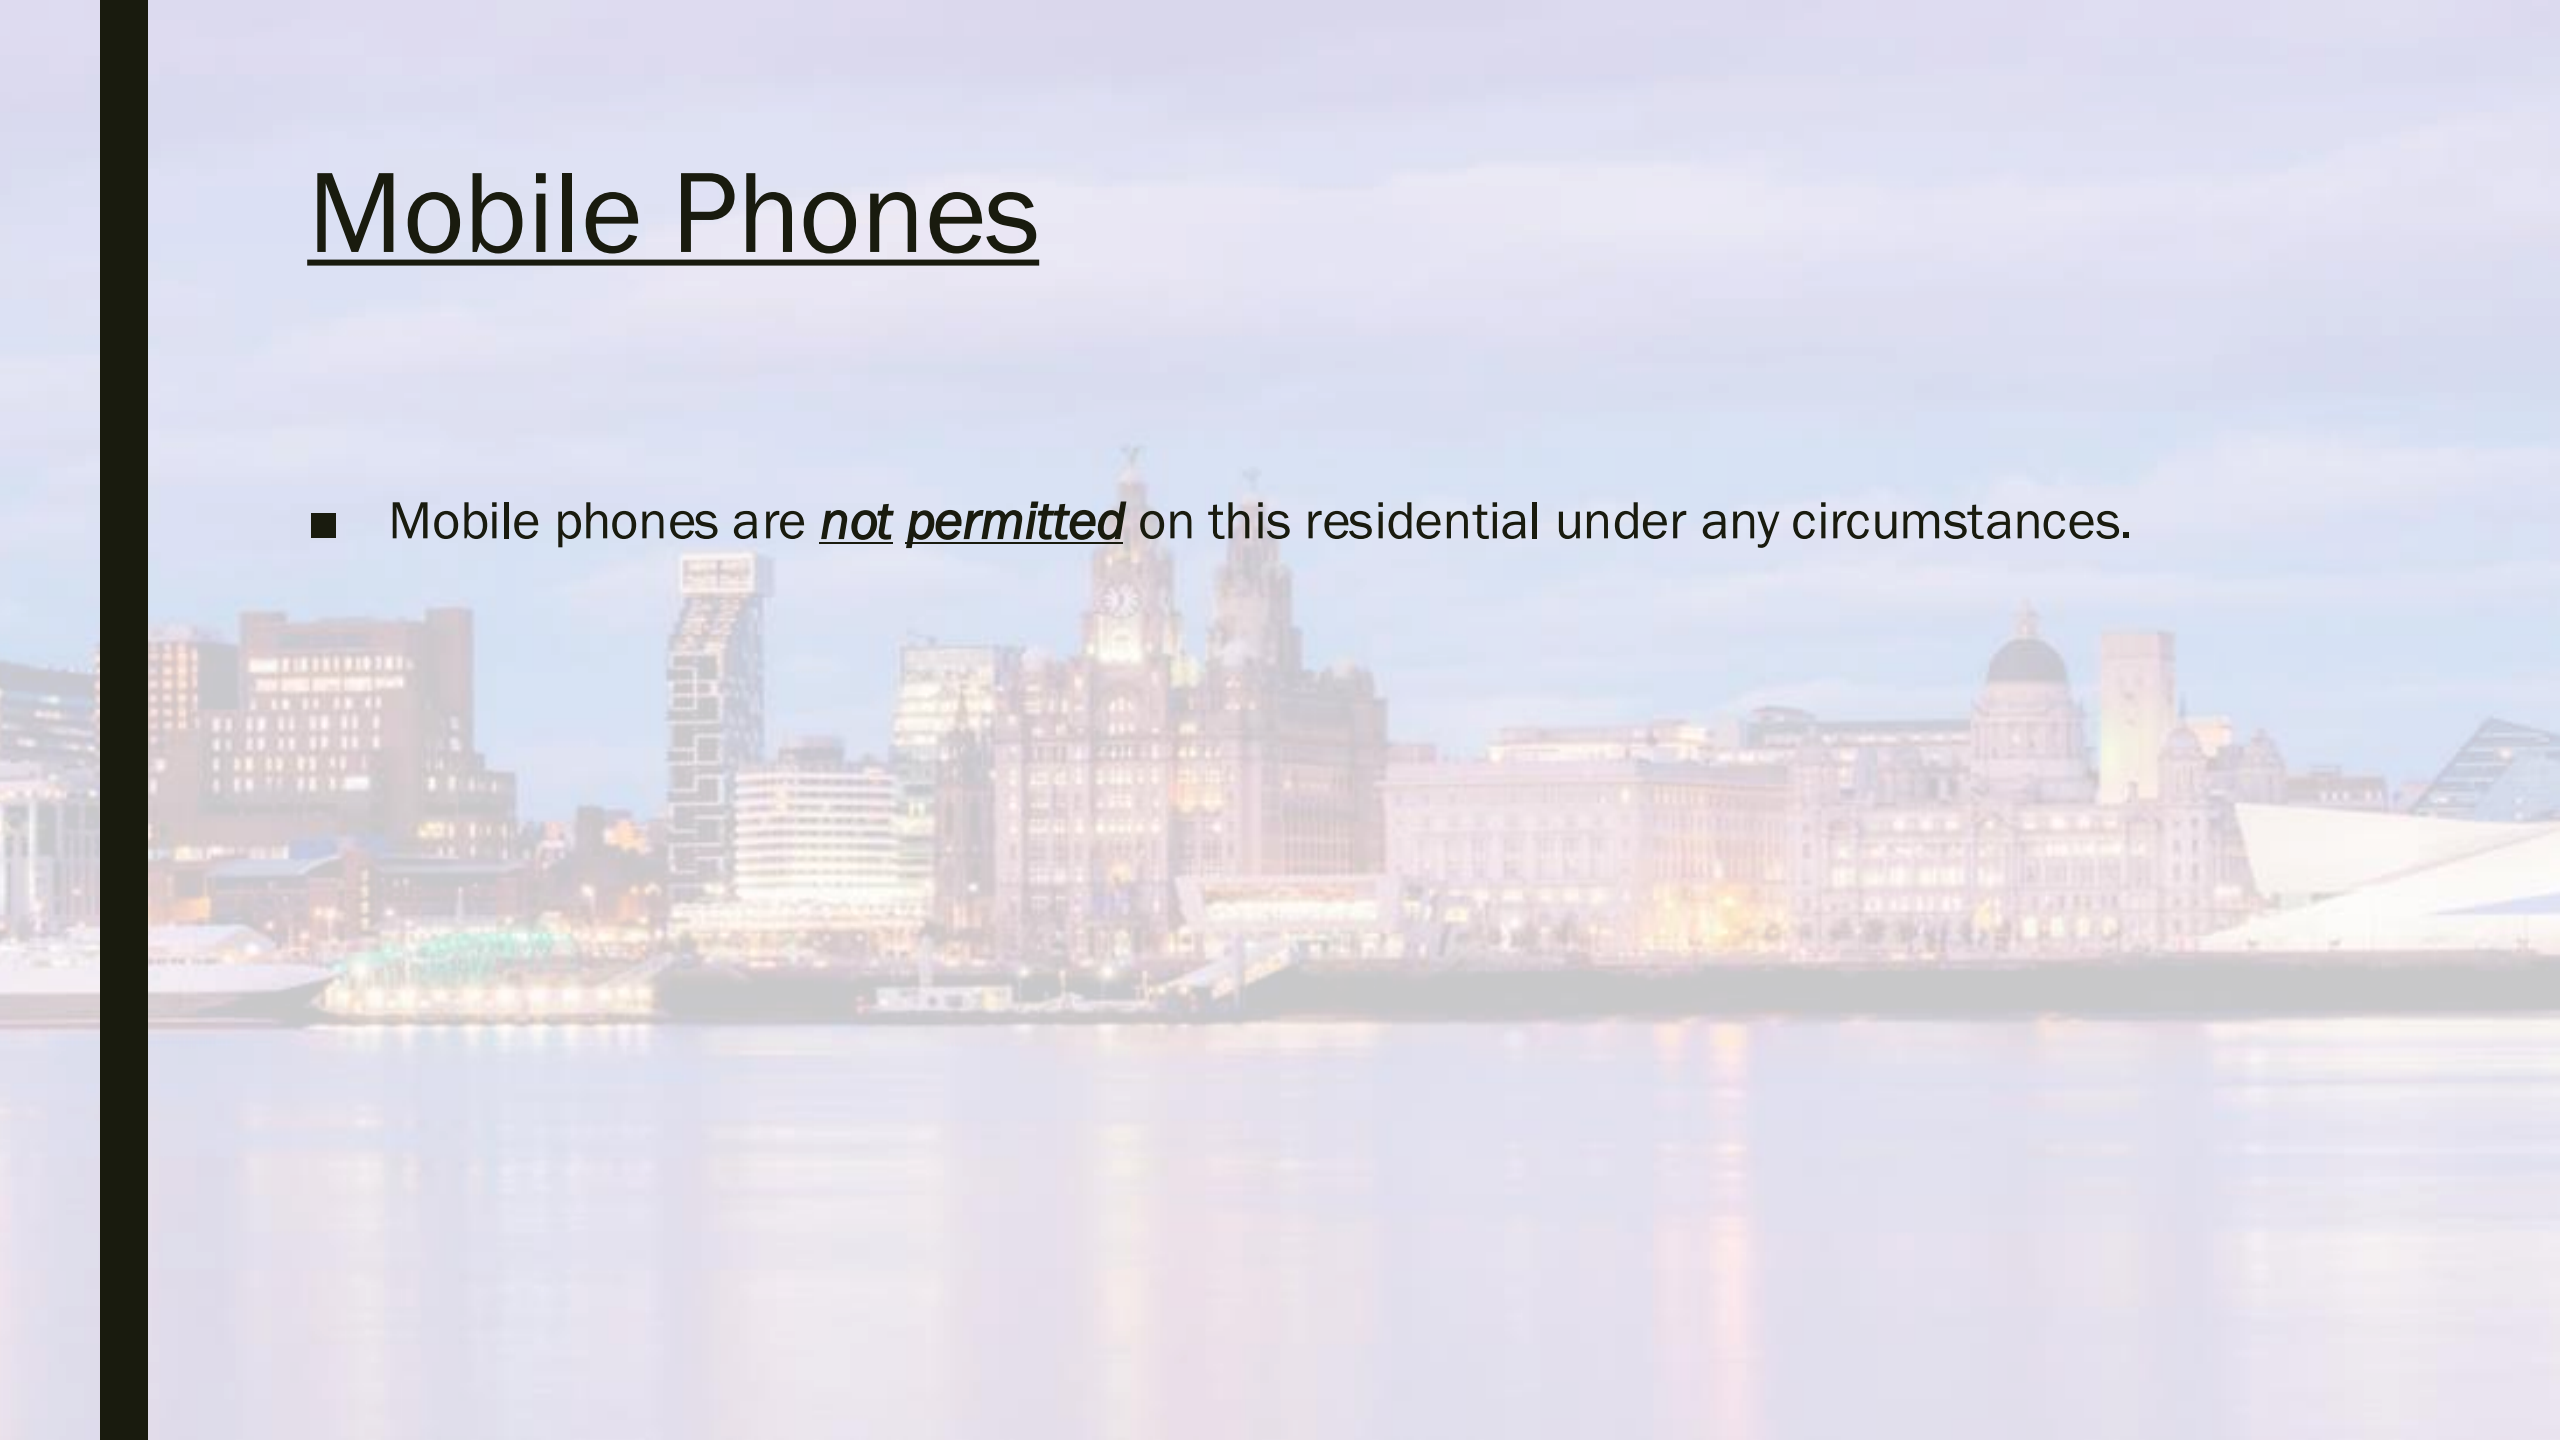 Mobile Phones
■ Mobile phones are not permitted on this residential under any circumstances.